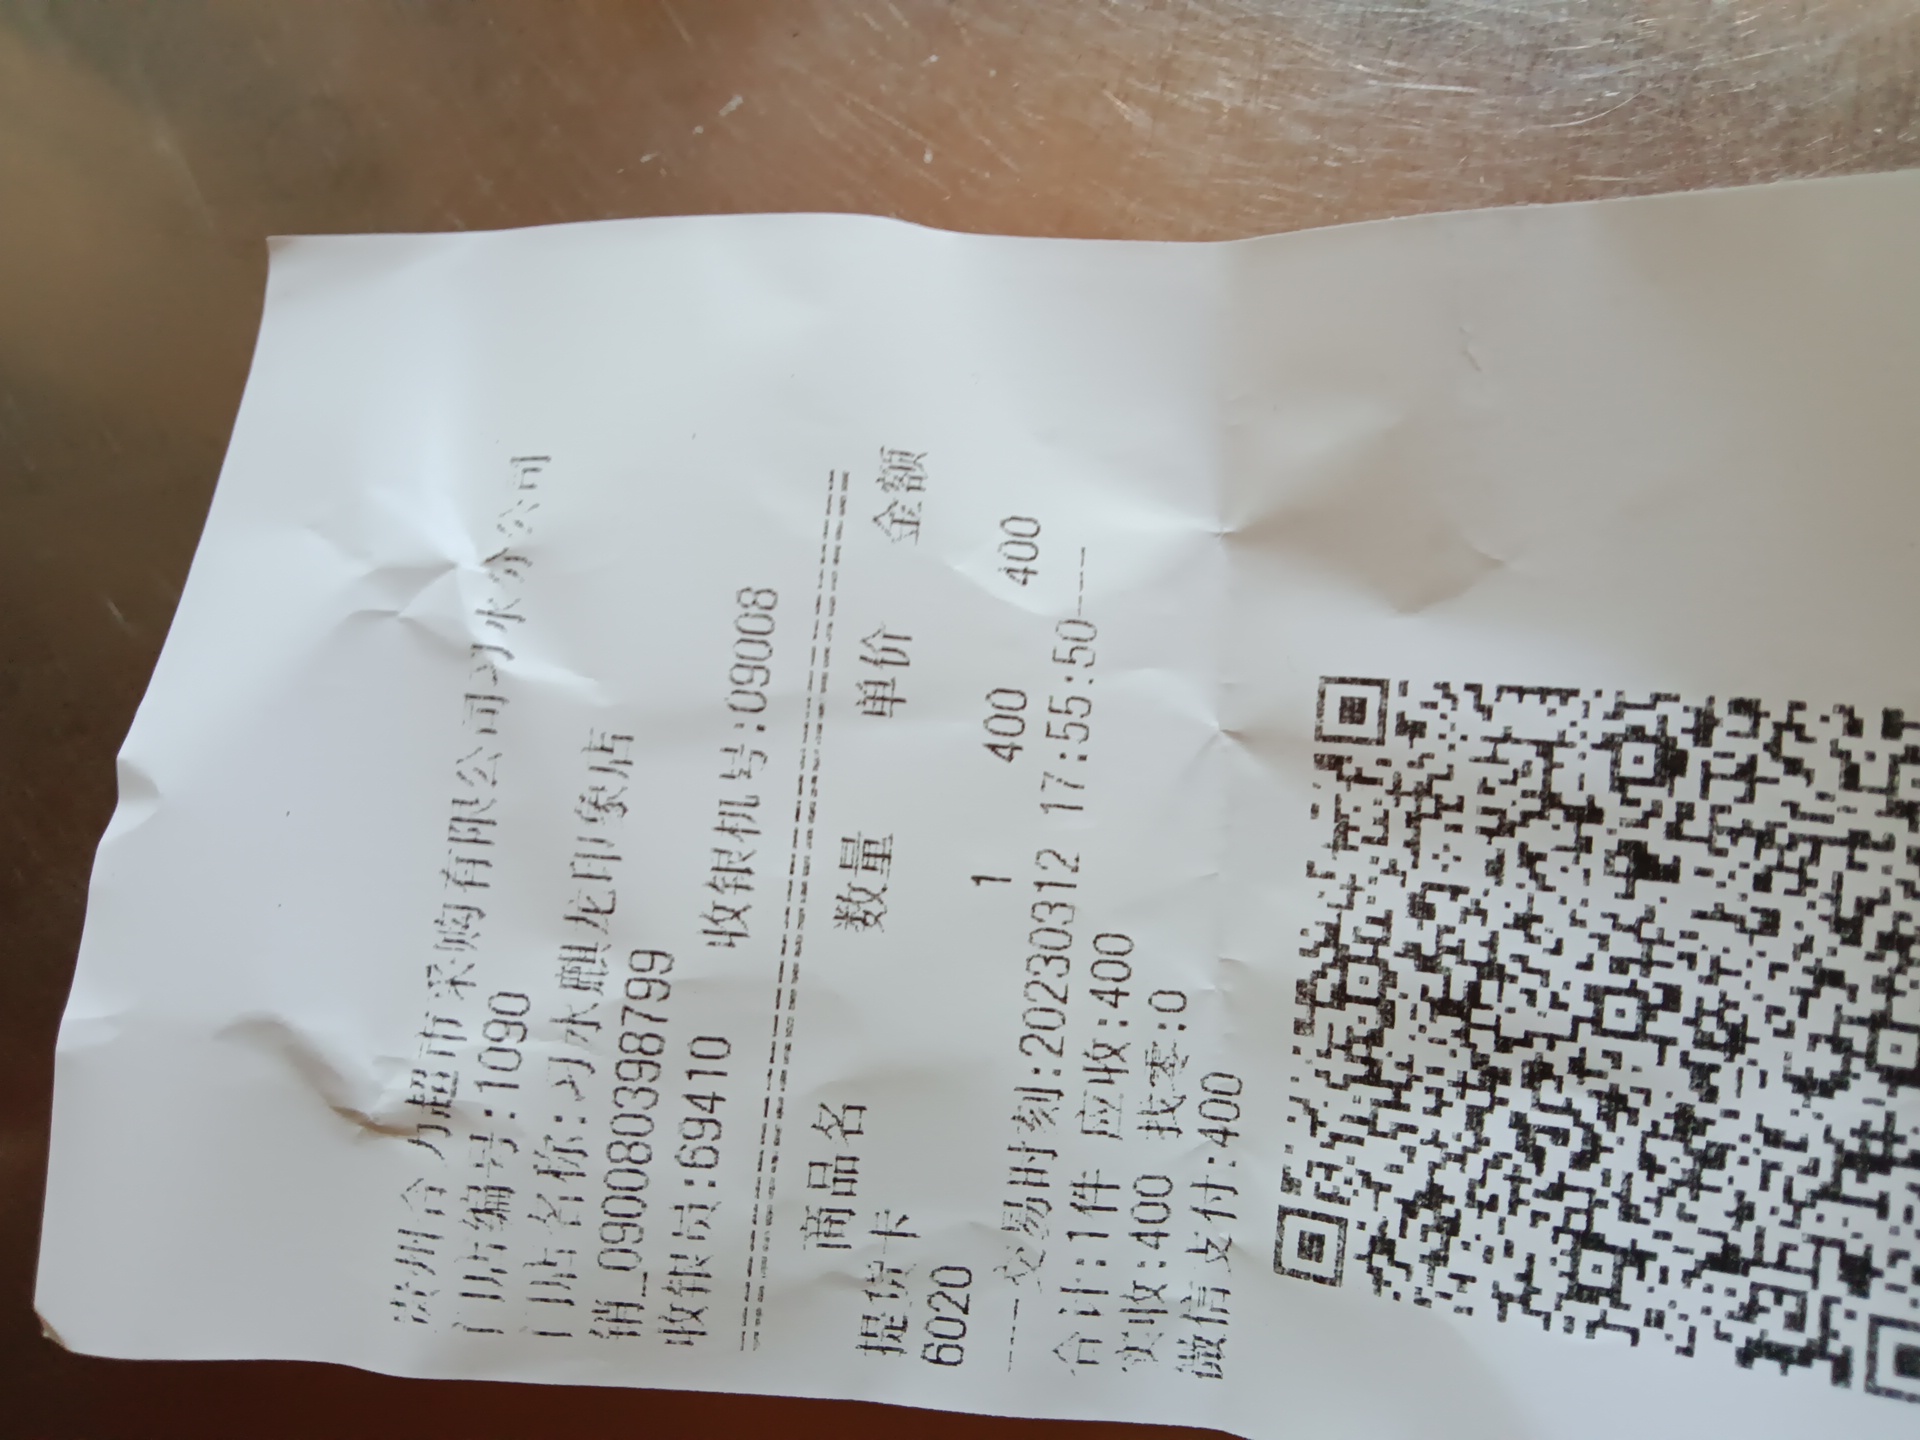 贵州合力超市采购有限公司习水分公司
门店编号:1090
门店名称:习水麒龙印象店
销_090080398799
收银员:69410 收银机号:09008
商品名 数量 单价 金额
提货卡
6020 1 400 400
----交易时刻:20230312 17:55:50----
合计:1件 应收:400
实收:400 找零:0
微信支付:400